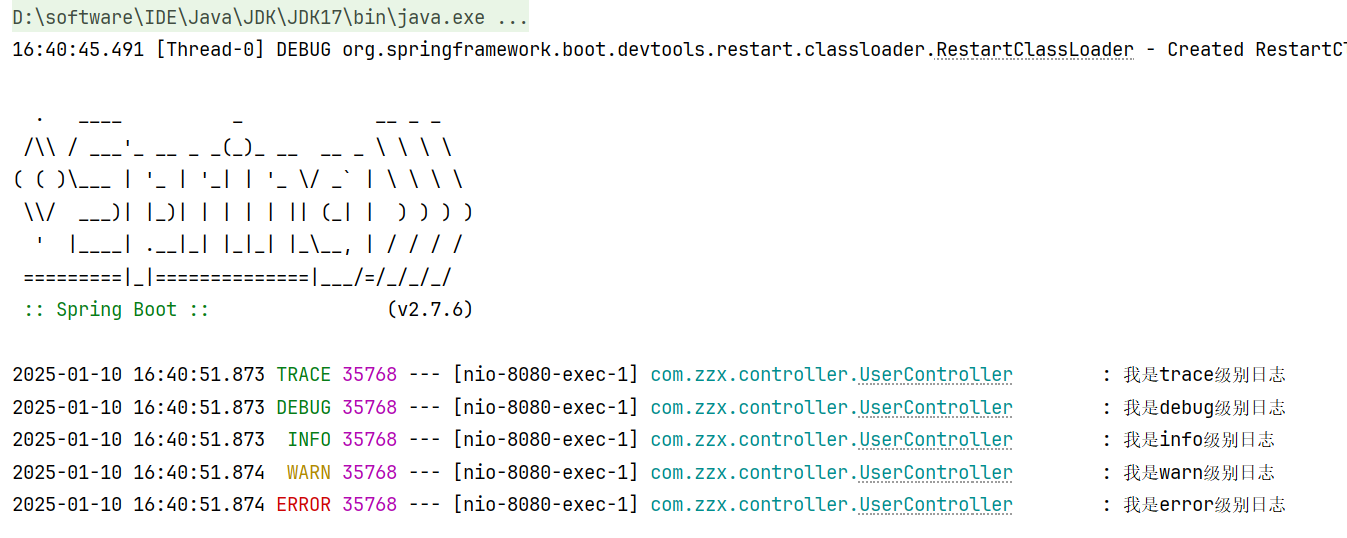 D:\software\IDE\Java\JDK\JDK17\bin\java.exe ...
16:40:45.491 [Thread-0] DEBUG org.springframework.boot.devtools.restart.classloader.RestartClassLoader - Created RestartCl
  .   ____          _            __ _ _
 /\\ / ___'_ __ _ _(_)_ __  __ _ \ \ \ \
( ( )\___ | '_ | '_| | '_ \/ _` | \ \ \ \
 \\/  ___)| |_)| | | | | || (_| |  ) ) ) )
  '  |____| .__|_| |_|_| |_\__, | / / / /
 =========|_|==============|___/=/_/_/_/
 :: Spring Boot ::                (v2.7.6)
2025-01-10 16:40:51.873 TRACE 35768 --- [nio-8080-exec-1] com.zzx.controller.UserController        : 我是trace级别日志
2025-01-10 16:40:51.873 DEBUG 35768 --- [nio-8080-exec-1] com.zzx.controller.UserController        : 我是debug级别日志
2025-01-10 16:40:51.873  INFO 35768 --- [nio-8080-exec-1] com.zzx.controller.UserController        : 我是info级别日志
2025-01-10 16:40:51.874  WARN 35768 --- [nio-8080-exec-1] com.zzx.controller.UserController        : 我是warn级别日志
2025-01-10 16:40:51.874 ERROR 35768 --- [nio-8080-exec-1] com.zzx.controller.UserController        : 我是error级别日志